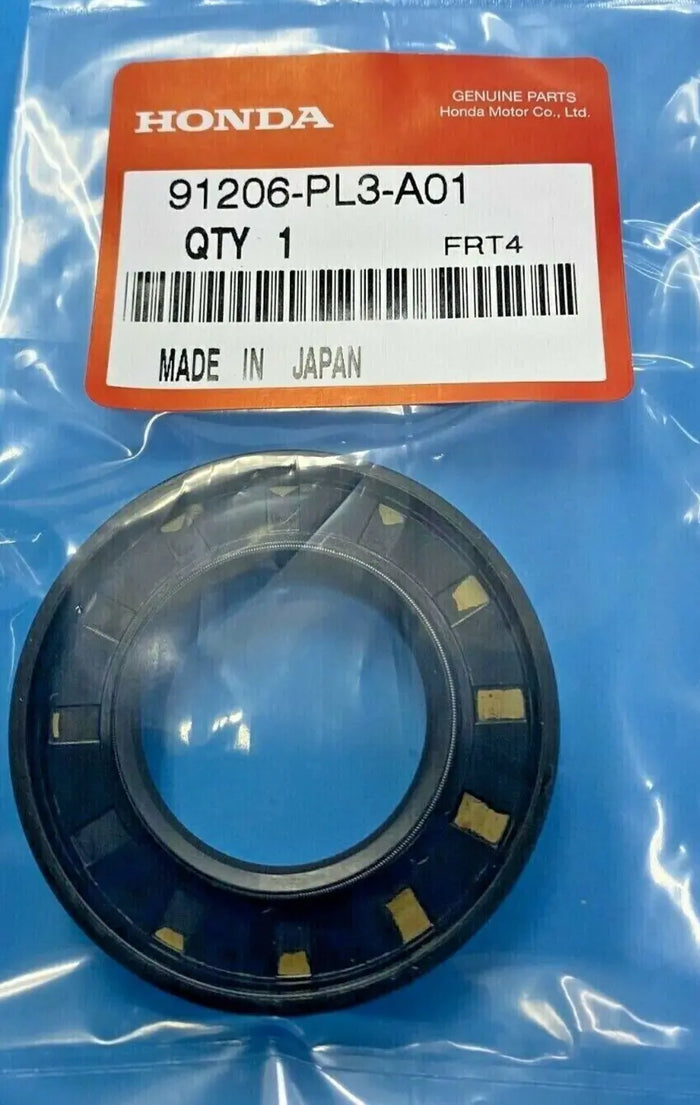 HONDA
GENUINE PARTS
Honda Motor Co., Ltd.
91206-PL3-A01
QTY 1
FRT4
MADE IN JAPAN